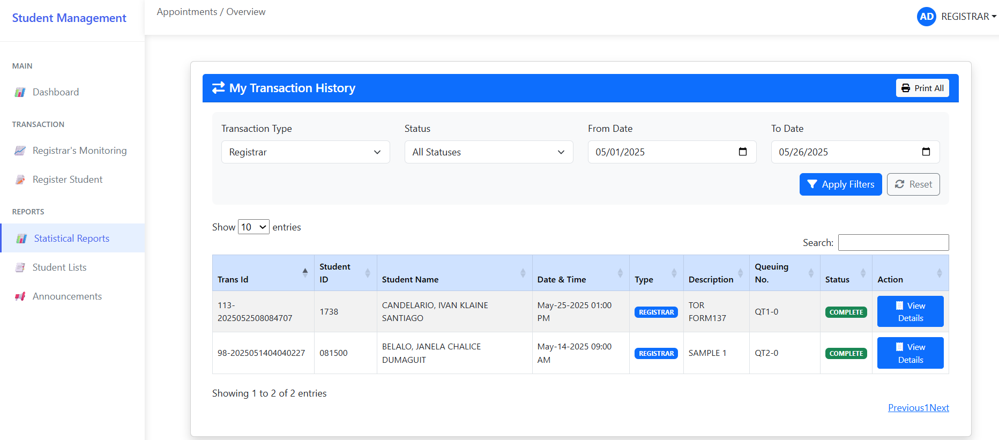 Student Management
Appointments / Overview
AD REGISTRAR
MAIN
Dashboard
TRANSACTION
Registrar's Monitoring
Register Student
REPORTS
Statistical Reports
Student Lists
Announcements
My Transaction History
Print All
Transaction Type
Status
From Date
To Date
Registrar
All Statuses
05/01/2025
05/26/2025
Apply Filters
Reset
Show 10 entries
Search:
Trans Id
Student
ID
Student Name
Date & Time
Type
Description
Queuing
No.
Status
Action
113-
2025052508084707
1738
CANDELARIO, IVAN KLAINE
SANTIAGO
May-25-2025 01:00
PM
REGISTRAR
TOR
FORM137
QT1-0
COMPLETE
View
Details
98-2025051404040227
081500
BELALO, JANELA CHALICE
DUMAGUIT
May-14-2025 09:00
AM
REGISTRAR
SAMPLE 1
QT2-0
COMPLETE
View
Details
Showing 1 to 2 of 2 entries
Previous1Next